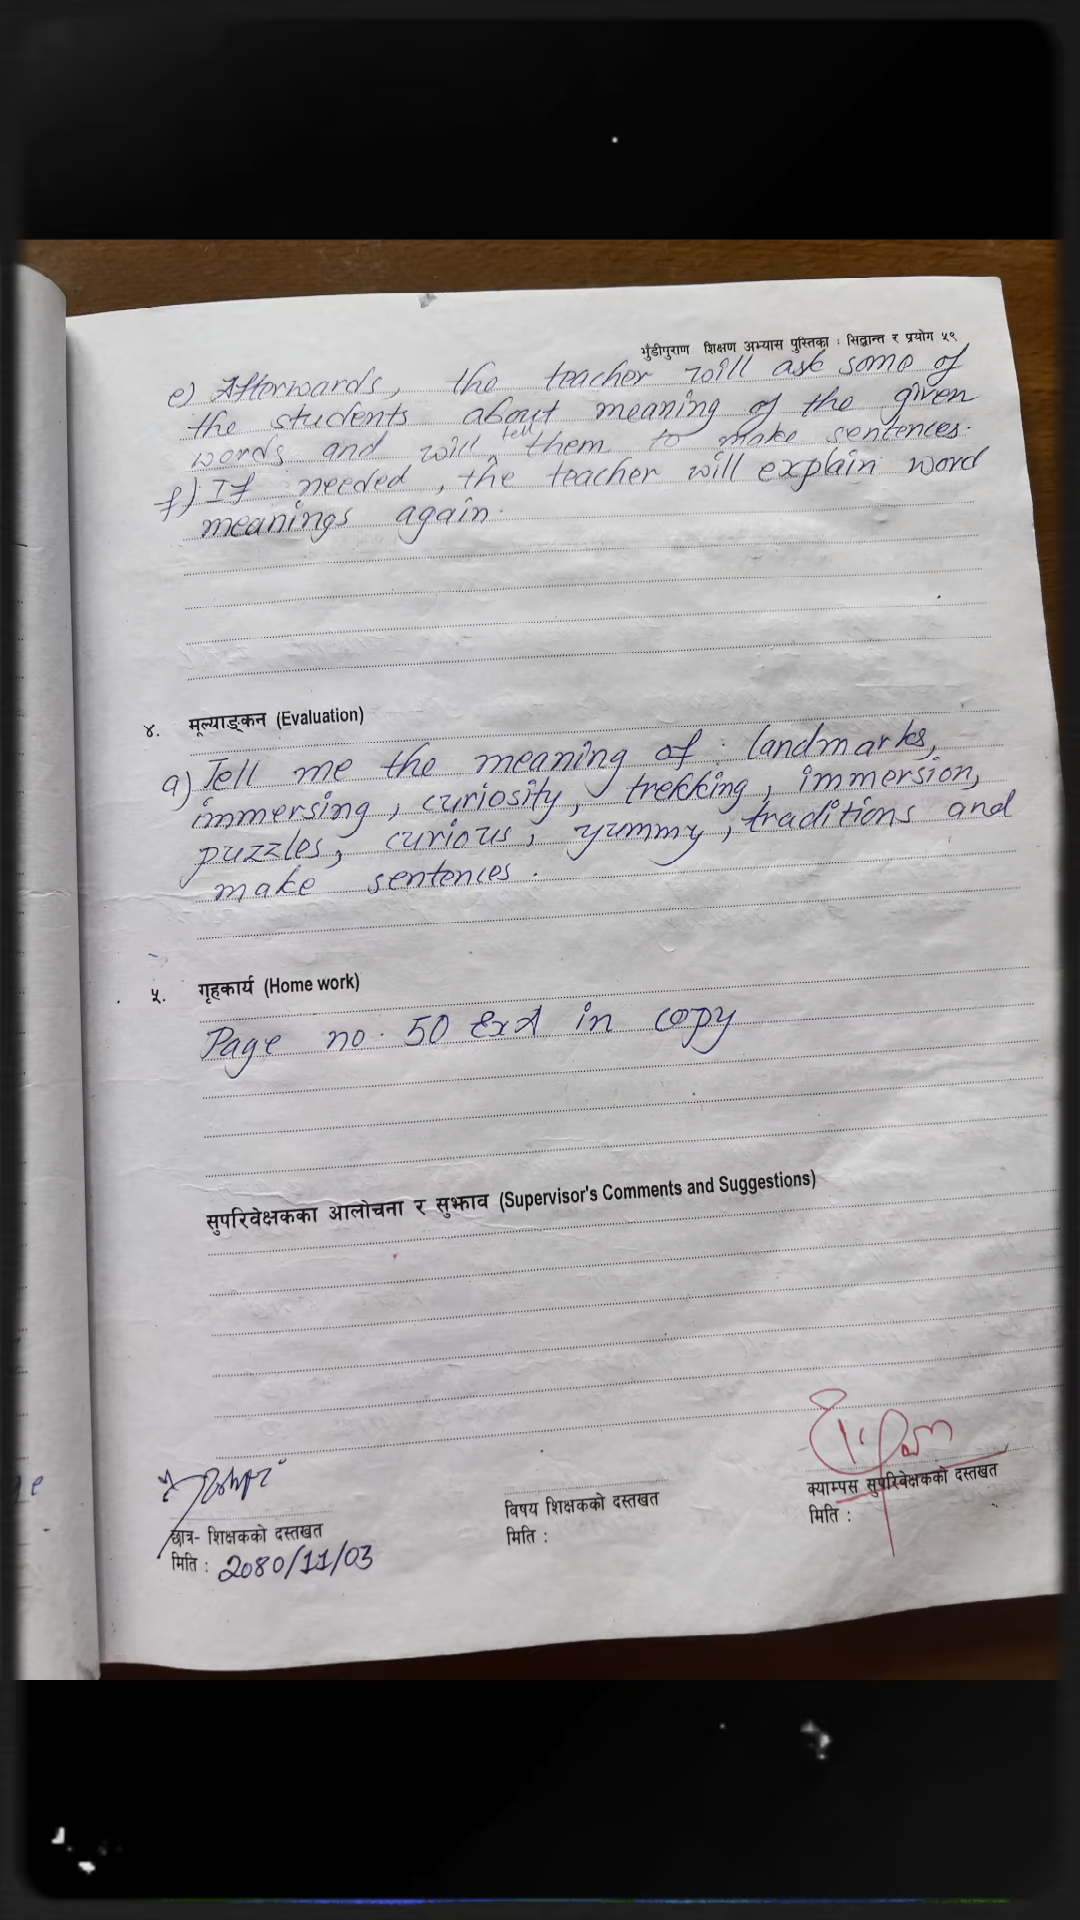 भुँडीपुराण शिक्षण अभ्यास पुस्तिका : सिद्धान्त र प्रयोग ५९
e) Afterwards, the teacher will ask some of
the students about meaning of the given
words and will tell them to make sentences.
f) If needed, the teacher will explain word
meanings again.
४. मूल्याङ्कन (Evaluation)
a) Tell me the meaning of : landmarks,
immersing, curiosity, trekking, immersion,
puzzles, curious, yummy, traditions and
make sentences.
५. गृहकार्य (Home work)
Page no. 50 Ex A in copy
सुपरिवेक्षकका आलोचना र सुझाव (Supervisor's Comments and Suggestions)
छात्र- शिक्षकको दस्तखत
मिति : 2080/11/03
विषय शिक्षकको दस्तखत
मिति :
क्याम्पस सुपरिवेक्षकको दस्तखत
मिति :